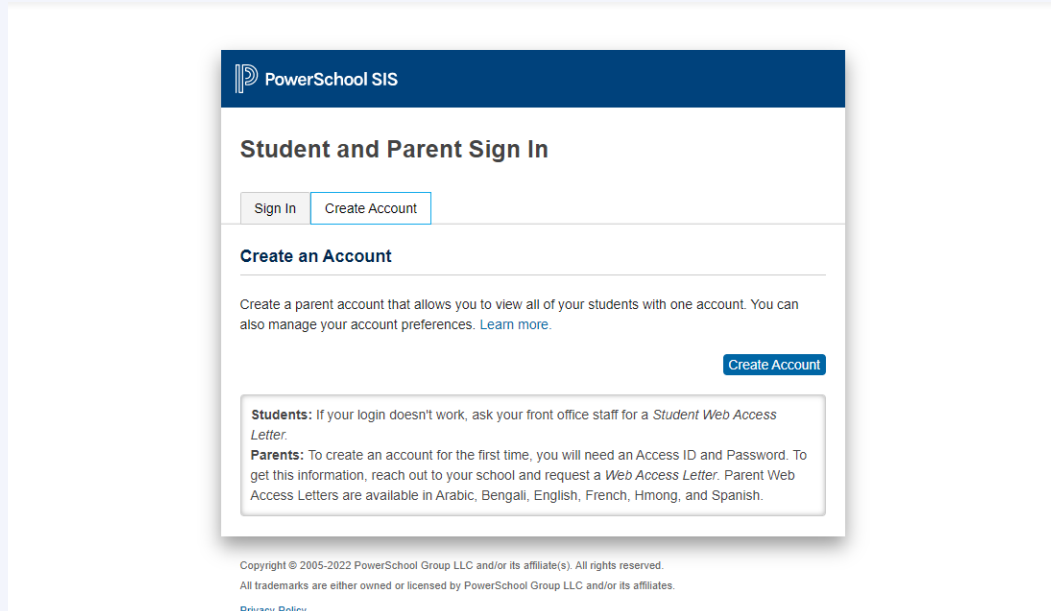 PowerSchool SIS
Student and Parent Sign In
Sign In
Create Account
Create an Account
Create a parent account that allows you to view all of your students with one account. You can
also manage your account preferences. Learn more.
Create Account
Students: If your login doesn't work, ask your front office staff for a Student Web Access
Letter.
Parents: To create an account for the first time, you will need an Access ID and Password. To
get this information, reach out to your school and request a Web Access Letter. Parent Web
Access Letters are available in Arabic, Bengali, English, French, Hmong, and Spanish.
Copyright © 2005-2022 PowerSchool Group LLC and/or its affiliate(s). All rights reserved.
All trademarks are either owned or licensed by PowerSchool Group LLC and/or its affiliates.
Privacy Policy